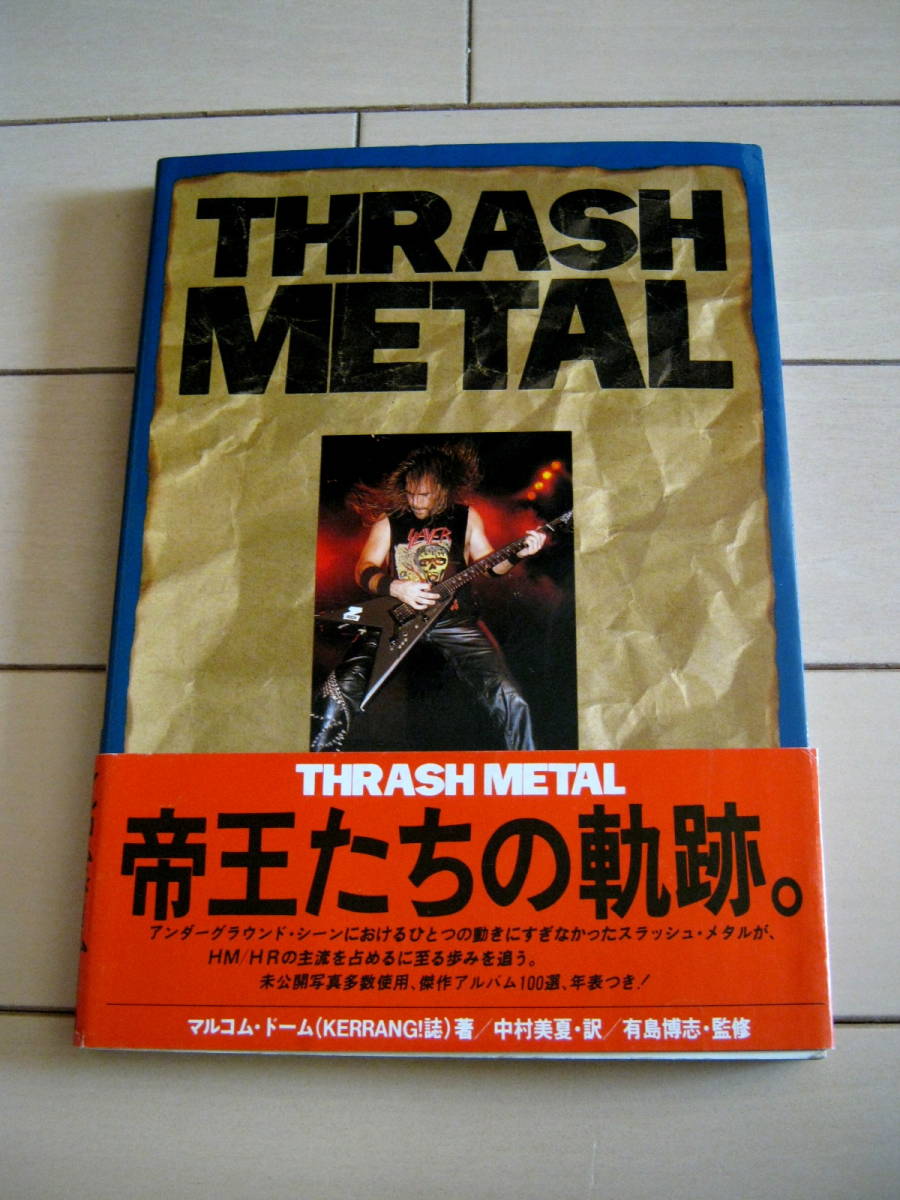 THRASH
METAL
SLAYER
THRASH METAL
帝王たちの軌跡。
アンダーグラウンド・シーンにおけるひとつの動きにすぎなかったスラッシュ・メタルが、
HM/HRの主流を占めるに至る歩みを追う。
未公開写真多数使用、傑作アルバム100選、年表つき!
マルコム・ドーム(KERRANG!誌)著/中村美夏・訳/有島博志・監修